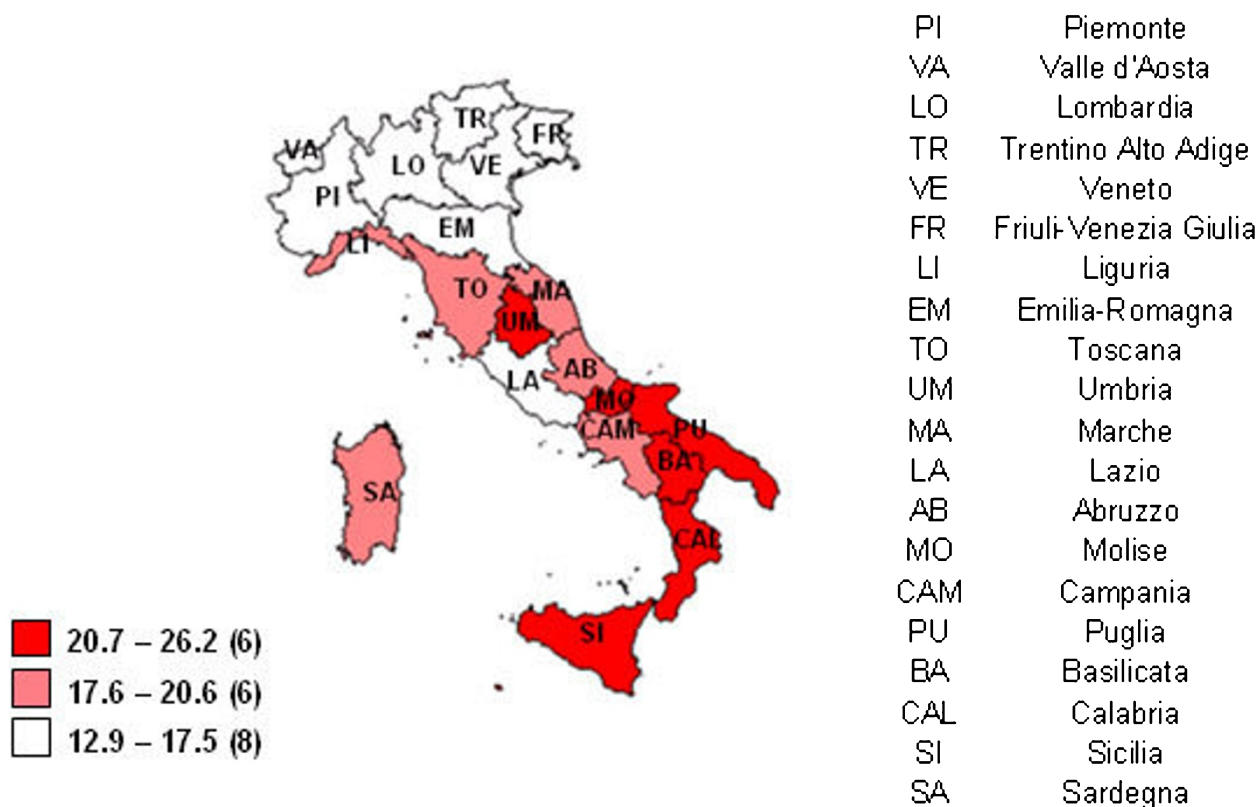 TR
FR
VA
LO
VE
PI
EM
LI
TO
MA
UM
AB
LA
MO
CAM
PU
BA
SA
CAL
SI
20.7 – 26.2 (6)
17.6 – 20.6 (6)
12.9 – 17.5 (8)
PI Piemonte
VA Valle d'Aosta
LO Lombardia
TR Trentino Alto Adige
VE Veneto
FR Friuli-Venezia Giulia
LI Liguria
EM Emilia-Romagna
TO Toscana
UM Umbria
MA Marche
LA Lazio
AB Abruzzo
MO Molise
CAM Campania
PU Puglia
BA Basilicata
CAL Calabria
SI Sicilia
SA Sardegna